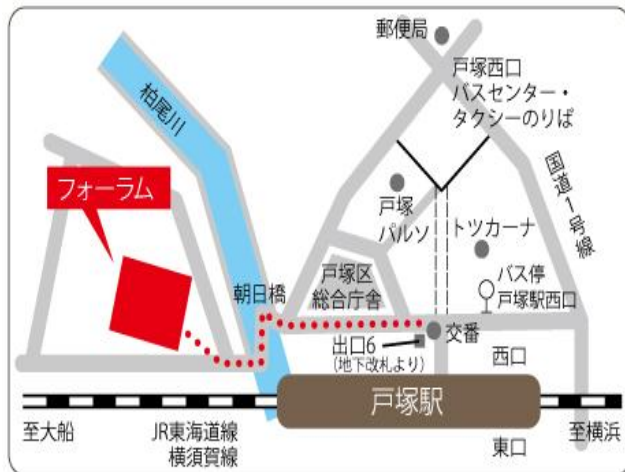 郵便局
戸塚西口
バスセンター・
タクシーのりば
柏尾川
国道1号線
フォーラム
戸塚
パルソ
トツカーナ
戸塚区
総合庁舎
朝日橋
バス停
戸塚駅西口
交番
出口6
(地下改札より)
西口
戸塚駅
至大船
JR東海道線
横須賀線
東口
至横浜